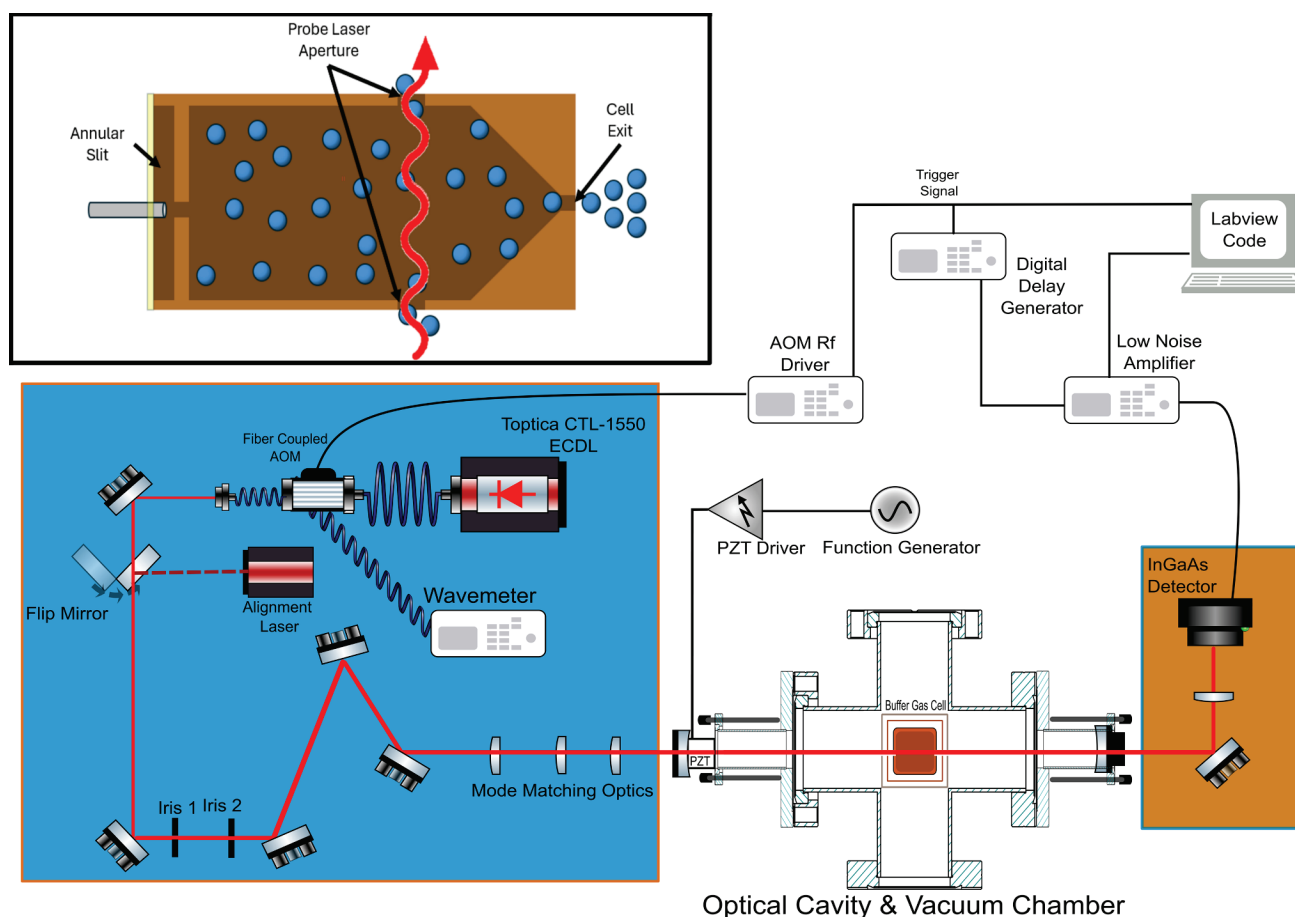 Probe Laser
Aperture
Annular
Slit
Cell
Exit
Trigger
Signal
Labview
Code
Digital
Delay
Generator
AOM Rf
Driver
Low Noise
Amplifier
Toptica CTL-1550
ECDL
Fiber Coupled
AOM
PZT Driver
Function Generator
InGaAs
Detector
Flip Mirror
Alignment
Laser
Wavemeter
Buffer Gas Cell
PZT
Mode Matching Optics
Iris 1
Iris 2
Optical Cavity & Vacuum Chamber